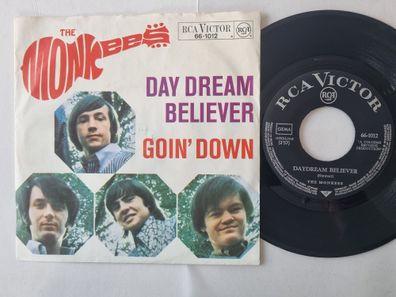 THE
MONKEES
RCA VICTOR
66-1012
DAY DREAM
BELIEVER
GOIN' DOWN
RCA VICTOR
GEMA
66-1012
DAYDREAM BELIEVER
(Stewart)
THE MONKEES